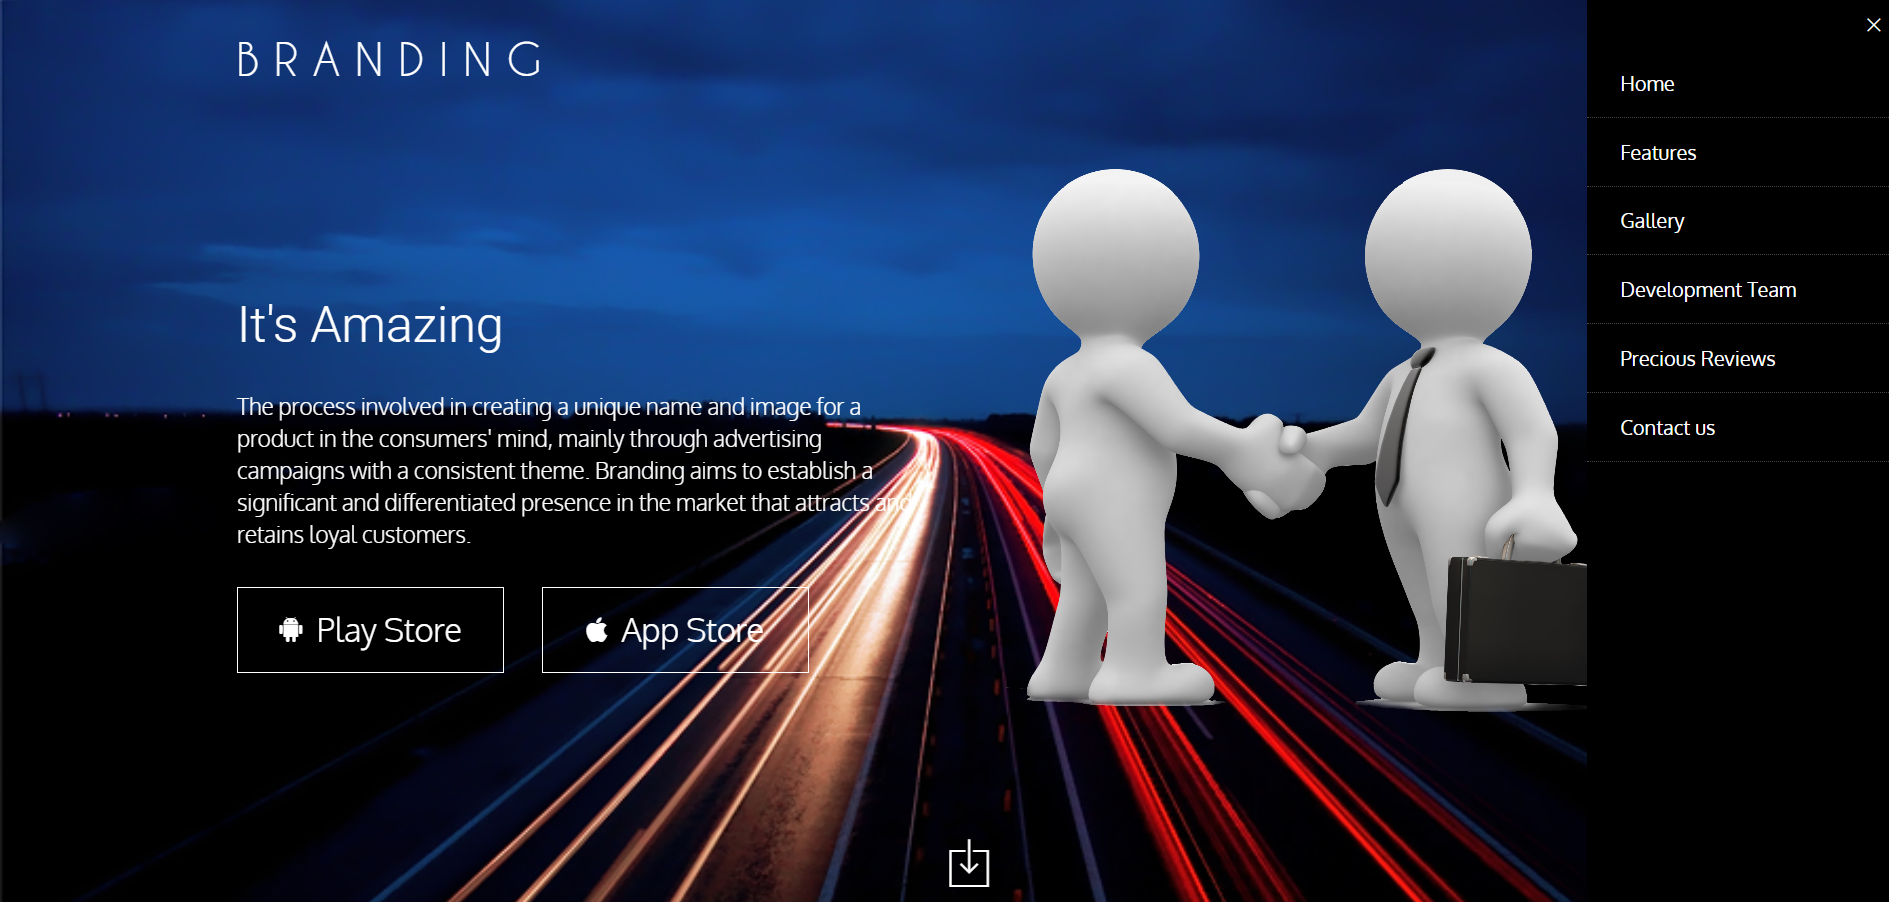 BRANDING
It's Amazing
The process involved in creating a unique name and image for a
product in the consumers' mind, mainly through advertising
campaigns with a consistent theme. Branding aims to establish a
significant and differentiated presence in the market that attracts and
retains loyal customers.
Play Store
App Store
Home
Features
Gallery
Development Team
Precious Reviews
Contact us